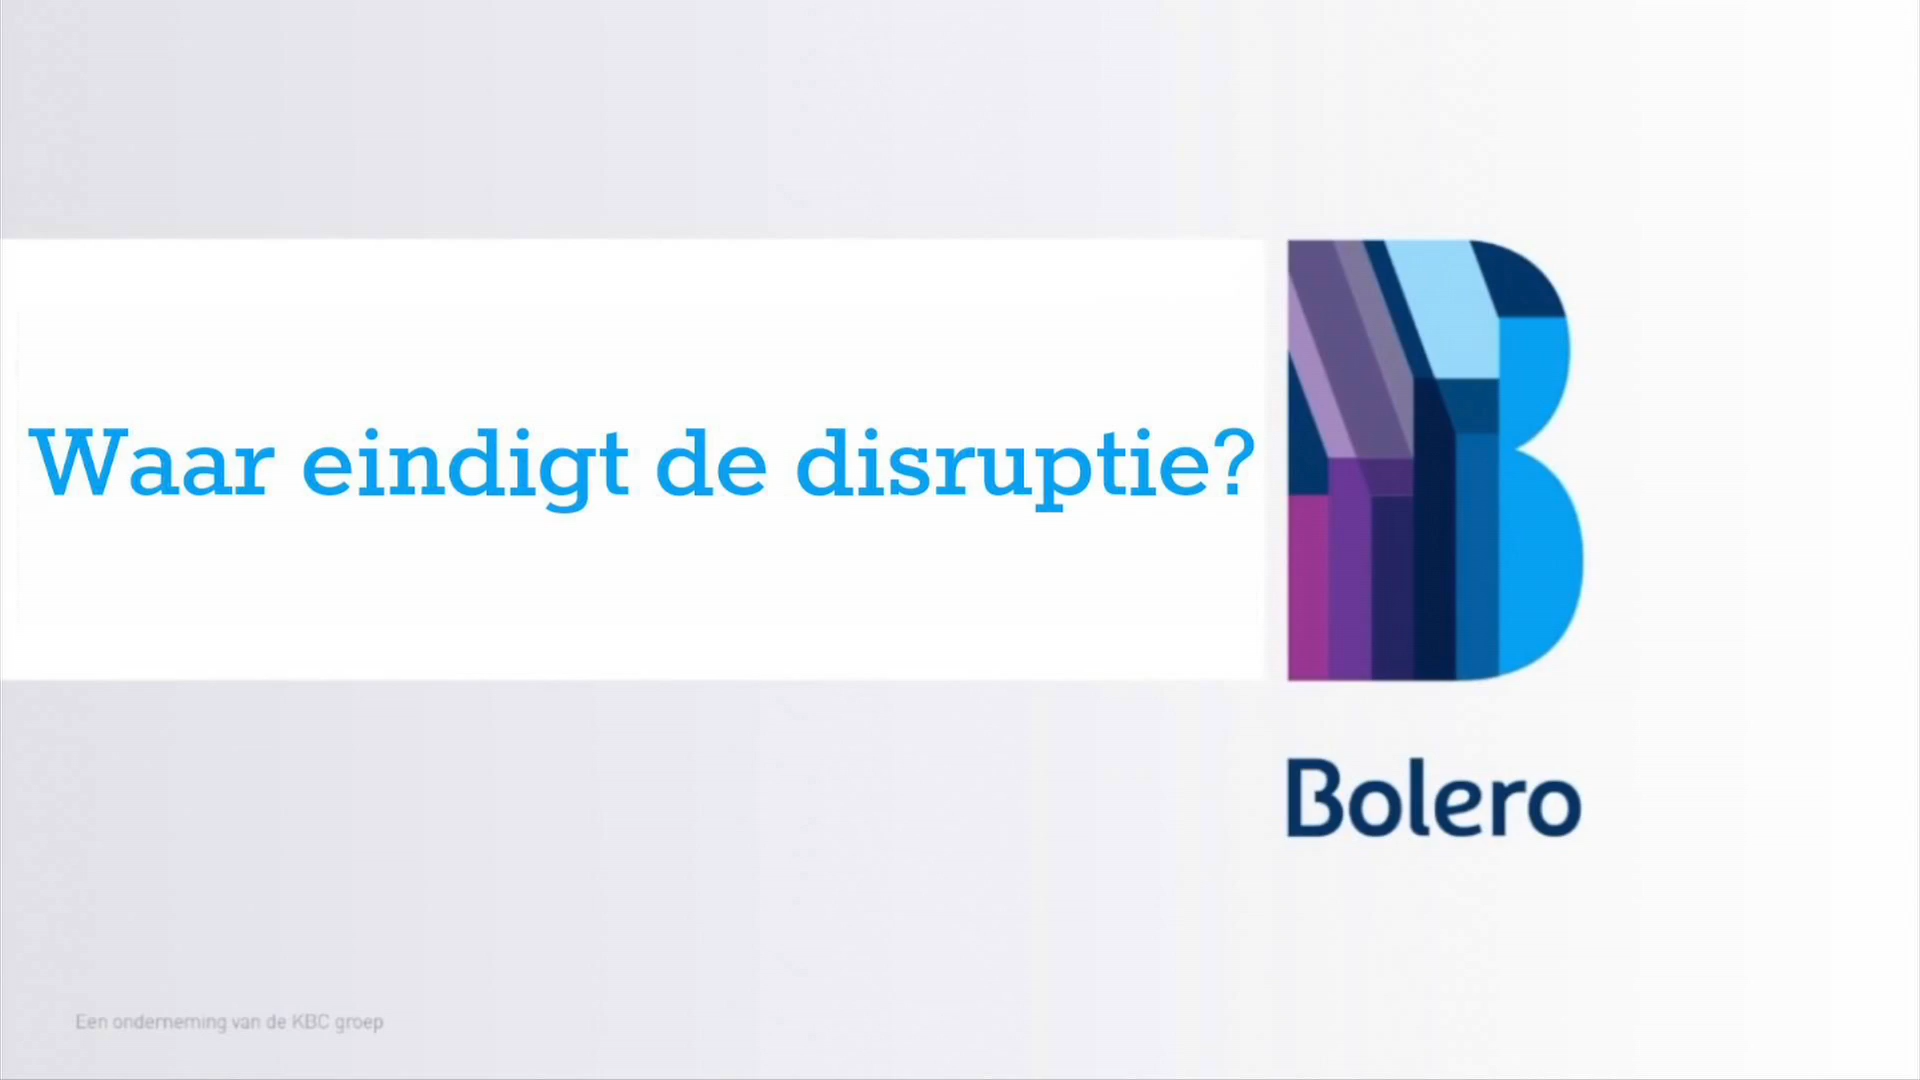 Waar eindigt de disruptie?
Bolero
Een onderneming van de KBC groep